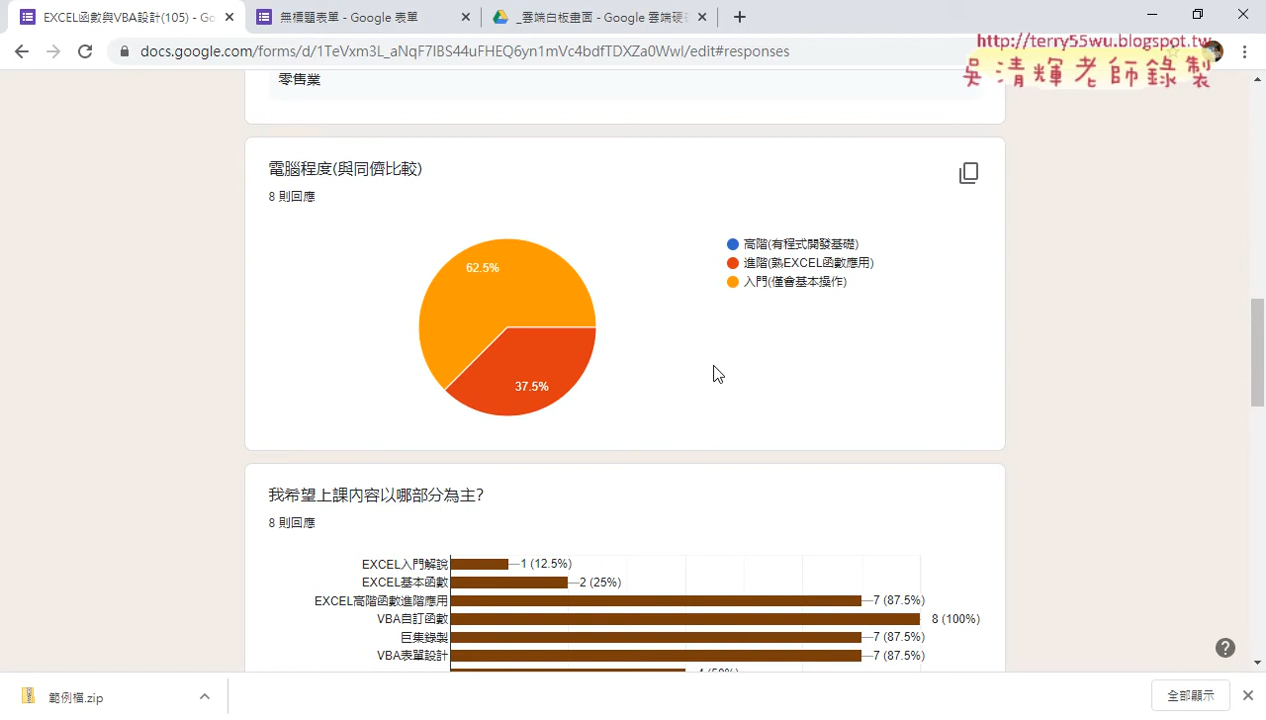 EXCEL函數與VBA設計(105) - Go
無標題表單 - Google 表單
_雲端白板畫面 - Google 雲端硬碟
docs.google.com/forms/d/1TeVxm3L_aNqF7IBS44uFHEQ6yn1mVc4bdfTDXZa0WwI/edit#responses
http://terry55wu.blogspot.tw
吳清輝老師錄製
零售業
電腦程度(與同儕比較)
8 則回應
62.5%
37.5%
高階(有程式開發基礎)
進階(熟EXCEL函數應用)
入門(僅會基本操作)
我希望上課內容以哪部分為主?
8 則回應
EXCEL入門解說 1 (12.5%)
EXCEL基本函數 2 (25%)
EXCEL高階函數進階應用 7 (87.5%)
VBA自訂函數 8 (100%)
巨集錄製 7 (87.5%)
VBA表單設計 7 (87.5%)
範例檔.zip
全部顯示